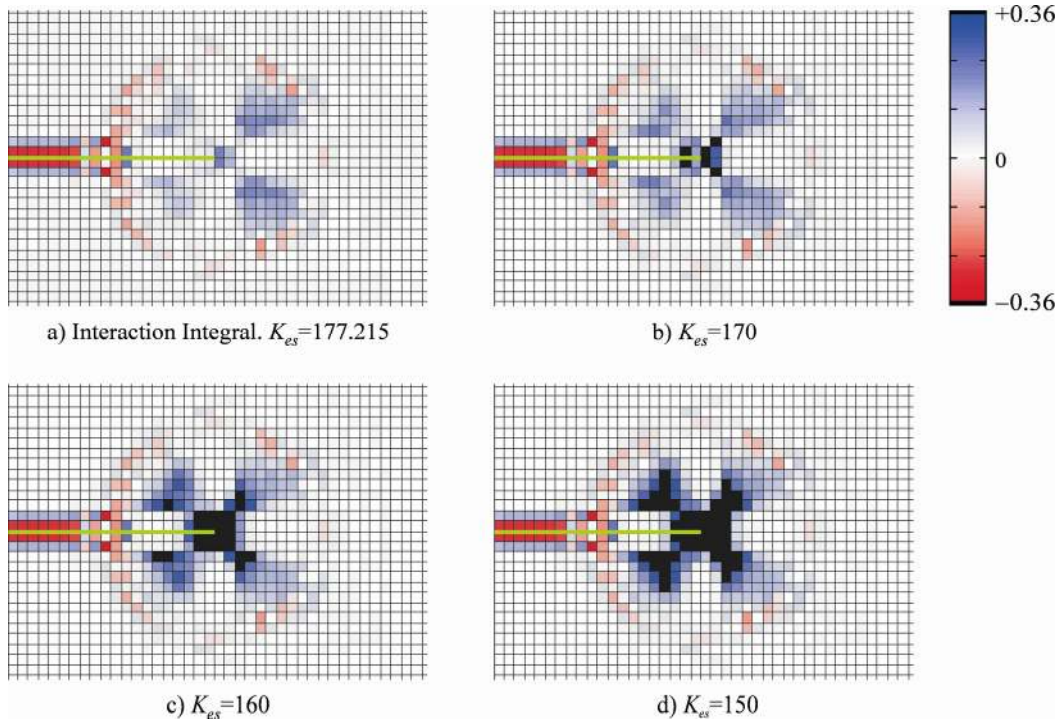 +0.36
0
−0.36
a) Interaction Integral. Kes=177.215
b) Kes=170
c) Kes=160
d) Kes=150